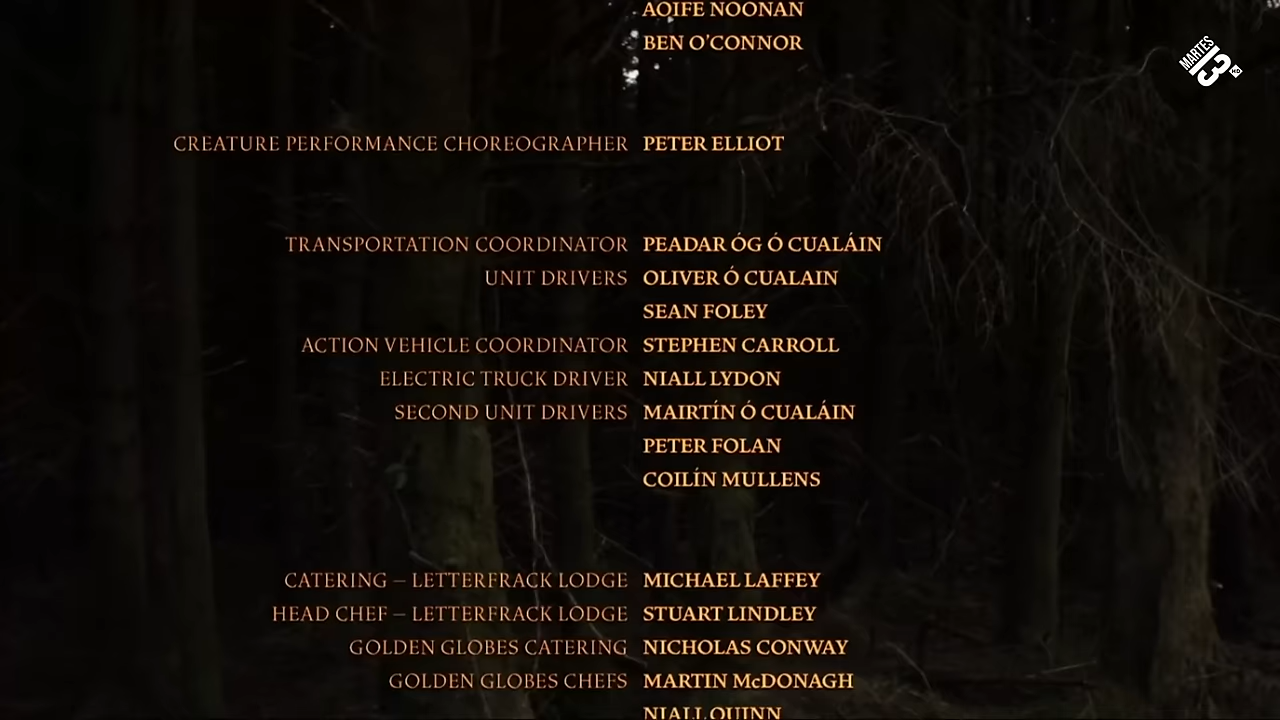 AOIFE NOONAN
BEN O'CONNOR
MARTES 13 HD
CREATURE PERFORMANCE CHOREOGRAPHER PETER ELLIOT
TRANSPORTATION COORDINATOR PEADAR ÓG Ó CUALÁIN
UNIT DRIVERS OLIVER Ó CUALAIN
SEAN FOLEY
ACTION VEHICLE COORDINATOR STEPHEN CARROLL
ELECTRIC TRUCK DRIVER NIALL LYDON
SECOND UNIT DRIVERS MAIRTÍN Ó CUALÁIN
PETER FOLAN
COILÍN MULLENS
CATERING – LETTERFRACK LODGE MICHAEL LAFFEY
HEAD CHEF – LETTERFRACK LODGE STUART LINDLEY
GOLDEN GLOBES CATERING NICHOLAS CONWAY
GOLDEN GLOBES CHEFS MARTIN McDONAGH
NIALL QUINN